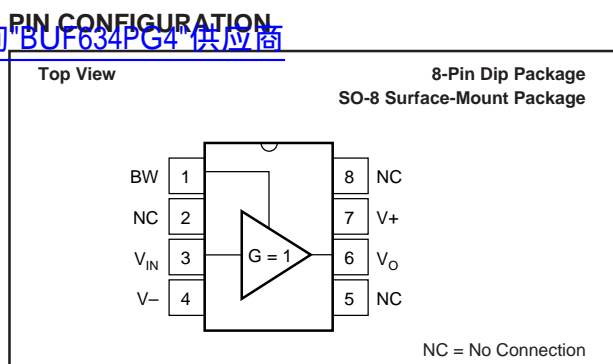 PIN CONFIGURATION
询"BUF634PG4"供应商
Top View
8-Pin Dip Package
SO-8 Surface-Mount Package
BW 1
8 NC
NC 2
7 V+
VIN 3
G = 1
6 VO
V– 4
5 NC
NC = No Connection